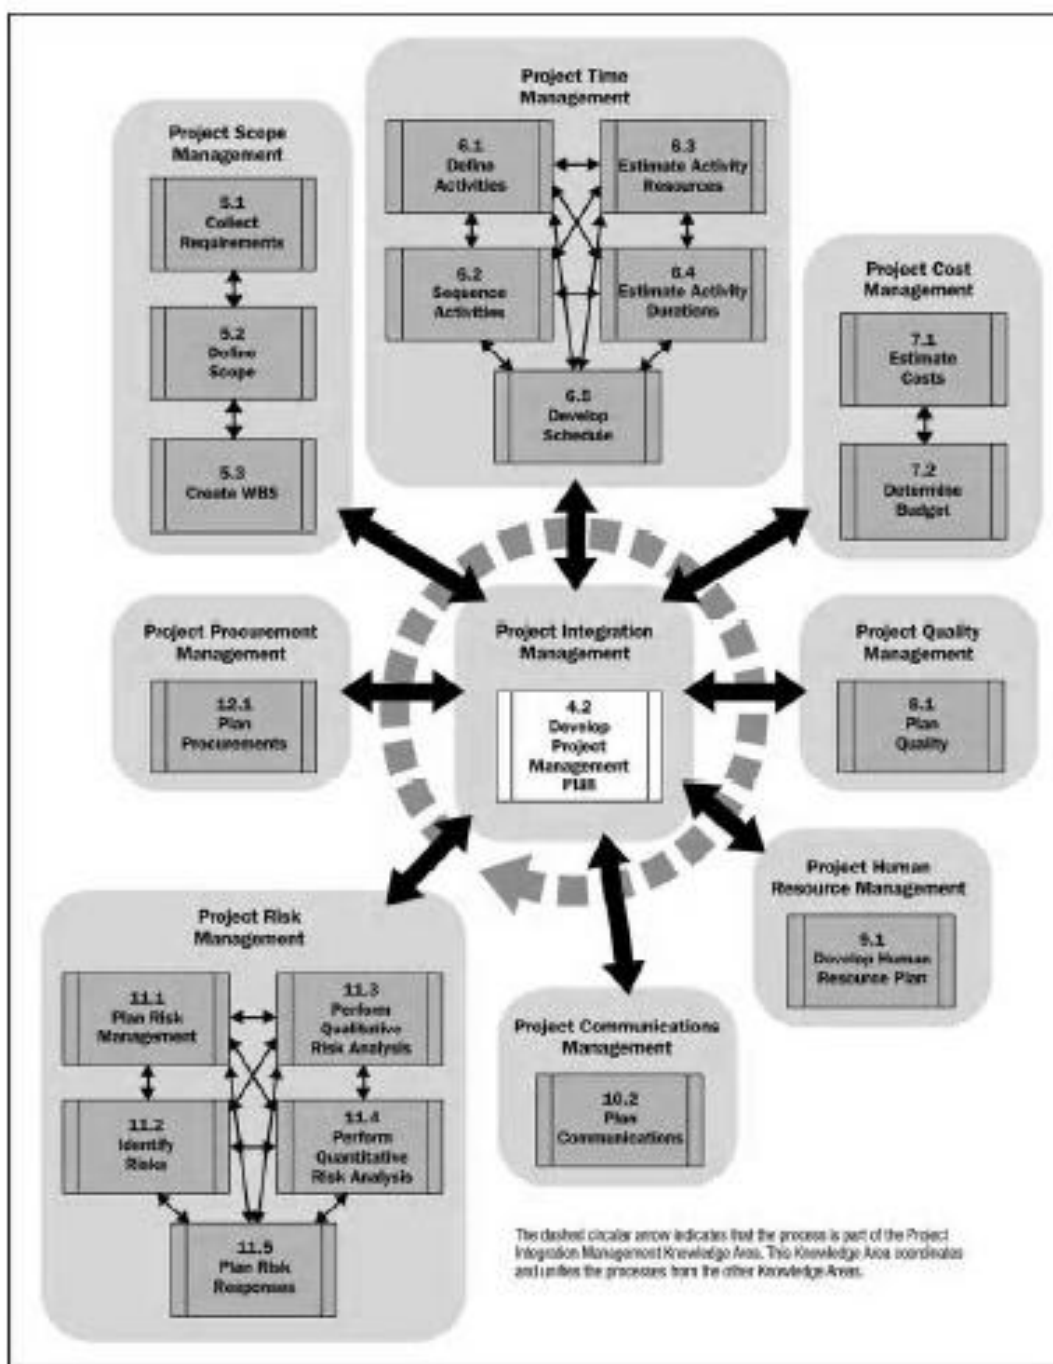 Project Time
Management
6.1
Define
Activities
6.3
Estimate Activity
Resources
6.2
Sequence
Activities
6.4
Estimate Activity
Durations
6.5
Develop
Schedule
Project Scope
Management
5.1
Collect
Requirements
5.2
Define
Scope
5.3
Create WBS
Project Cost
Management
7.1
Estimate
Costs
7.2
Determine
Budget
Project Procurement
Management
12.1
Plan
Procurements
Project Integration
Management
4.2
Develop
Project
Management
Plan
Project Quality
Management
8.1
Plan
Quality
Project Human
Resource Management
9.1
Develop Human
Resource Plan
Project Risk
Management
11.1
Plan Risk
Management
11.3
Perform
Qualitative
Risk Analysis
11.2
Identify
Risks
11.4
Perform
Quantitative
Risk Analysis
11.5
Plan Risk
Responses
Project Communications
Management
10.2
Plan
Communications
The dashed circular arrow indicates that the process is part of the Project
Integration Management Knowledge Area. This Knowledge Area coordinates
and unifies the processes from the other Knowledge Areas.